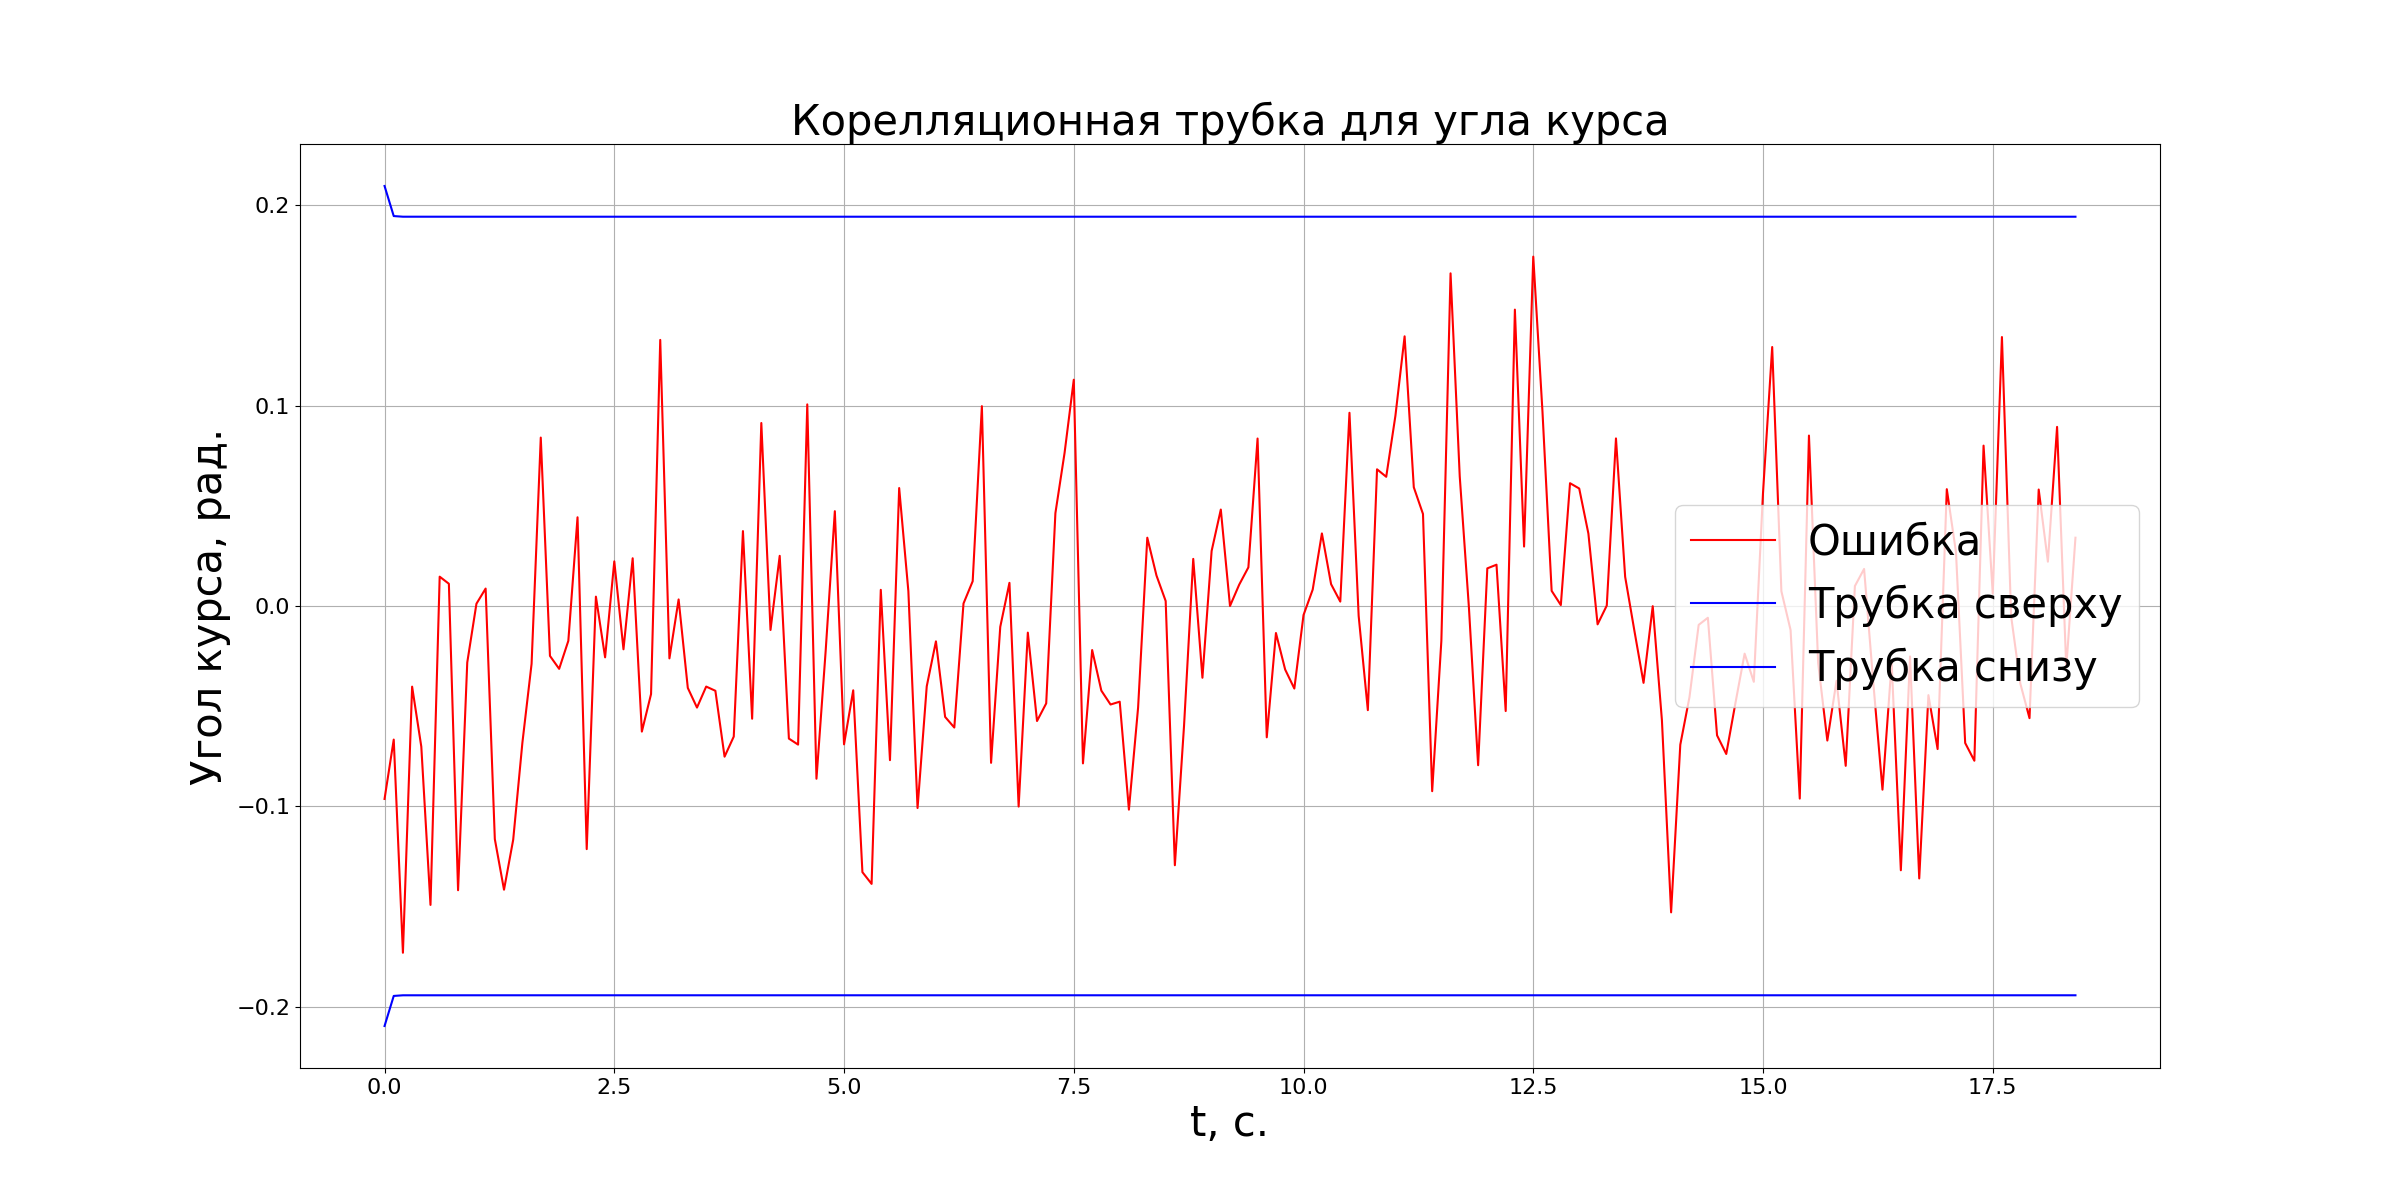 Корелляционная трубка для угла курса
Угол курса, рад.
0.2
0.1
0.0
−0.1
−0.2
Ошибка
Трубка сверху
Трубка снизу
0.0 2.5 5.0 7.5 10.0 12.5 15.0 17.5
t, с.